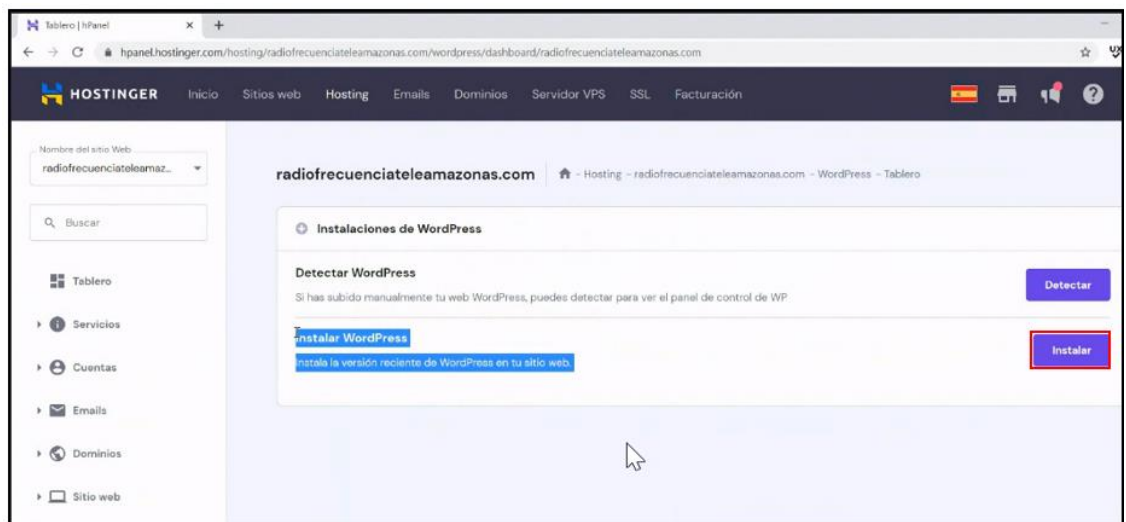 Tablero | hPanel
hpanel.hostinger.com/hosting/radiofrecuenciateleamazonas.com/wordpress/dashboard/radiofrecuenciateleamazonas.com
HOSTINGER Inicio Sitios web Hosting Emails Dominios Servidor VPS SSL Facturación
Nombre del sitio Web
radiofrecuenciateleamaz...
radiofrecuenciateleamazonas.com - Hosting - radiofrecuenciateleamazonas.com - WordPress - Tablero
Buscar
Instalaciones de WordPress
Tablero
Detectar WordPress
Si has subido manualmente tu web WordPress, puedes detectar para ver el panel de control de WP
Detectar
Servicios
Instalar WordPress
Instala la versión reciente de WordPress en tu sitio web.
Instalar
Cuentas
Emails
Dominios
Sitio web